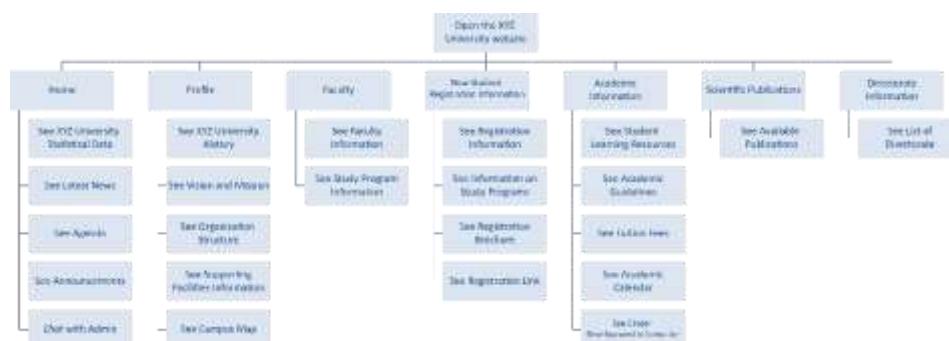 Open the XYZ
University website
Home
Profile
Faculty
New Student
Registration Information
Academic
Information
Scientific Publications
Directorate
Information
See XYZ University
Statistical Data
See XYZ University
History
See Faculty
Information
See Registration
Information
See Student
Learning Resources
See Available
Publications
See List of
Directorate
See Latest News
See Vision and Mission
See Study Program
Information
See Information on
Study Programs
See Academic
Guidelines
See Agenda
See Organization
Structure
See Registration
Brochure
See Tuition Fees
See Announcements
See Supporting
Facilities Information
See Registration Link
See Academic
Calendar
Chat with Admin
See Campus Map